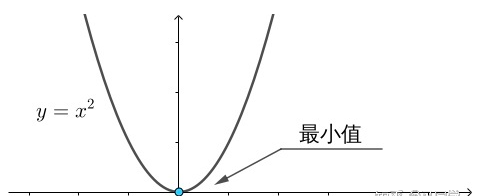 y = x²
最小值